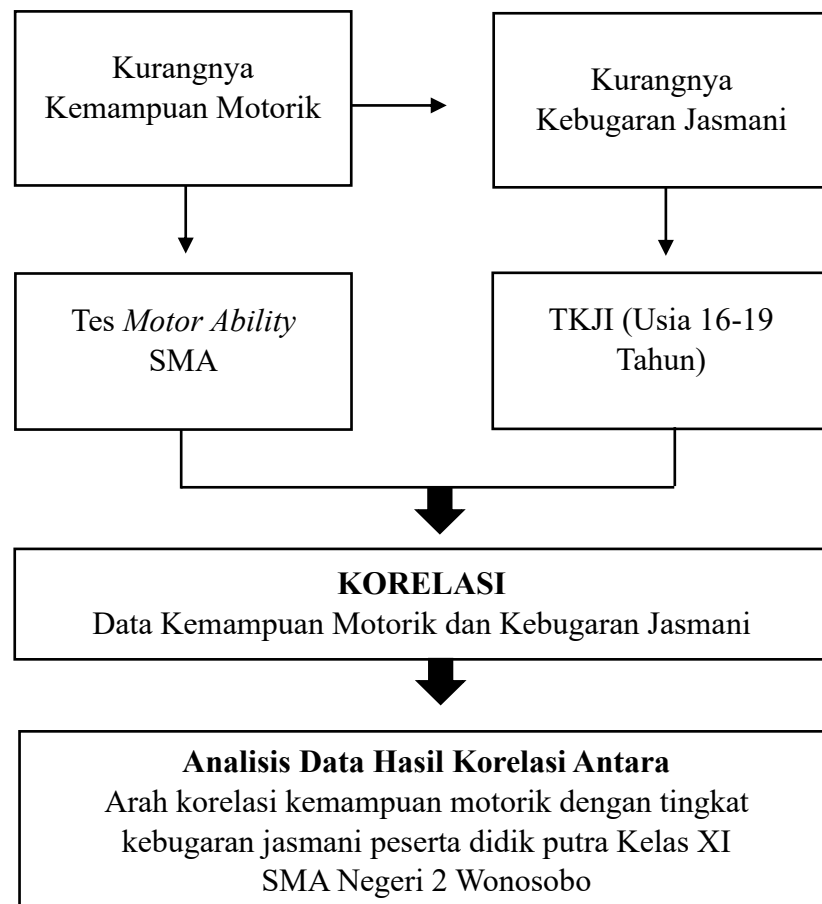 Kurangnya
Kemampuan Motorik
Kurangnya
Kebugaran Jasmani
Tes Motor Ability
SMA
TKJI (Usia 16-19
Tahun)
KORELASI
Data Kemampuan Motorik dan Kebugaran Jasmani
Analisis Data Hasil Korelasi Antara
Arah korelasi kemampuan motorik dengan tingkat
kebugaran jasmani peserta didik putra Kelas XI
SMA Negeri 2 Wonosobo